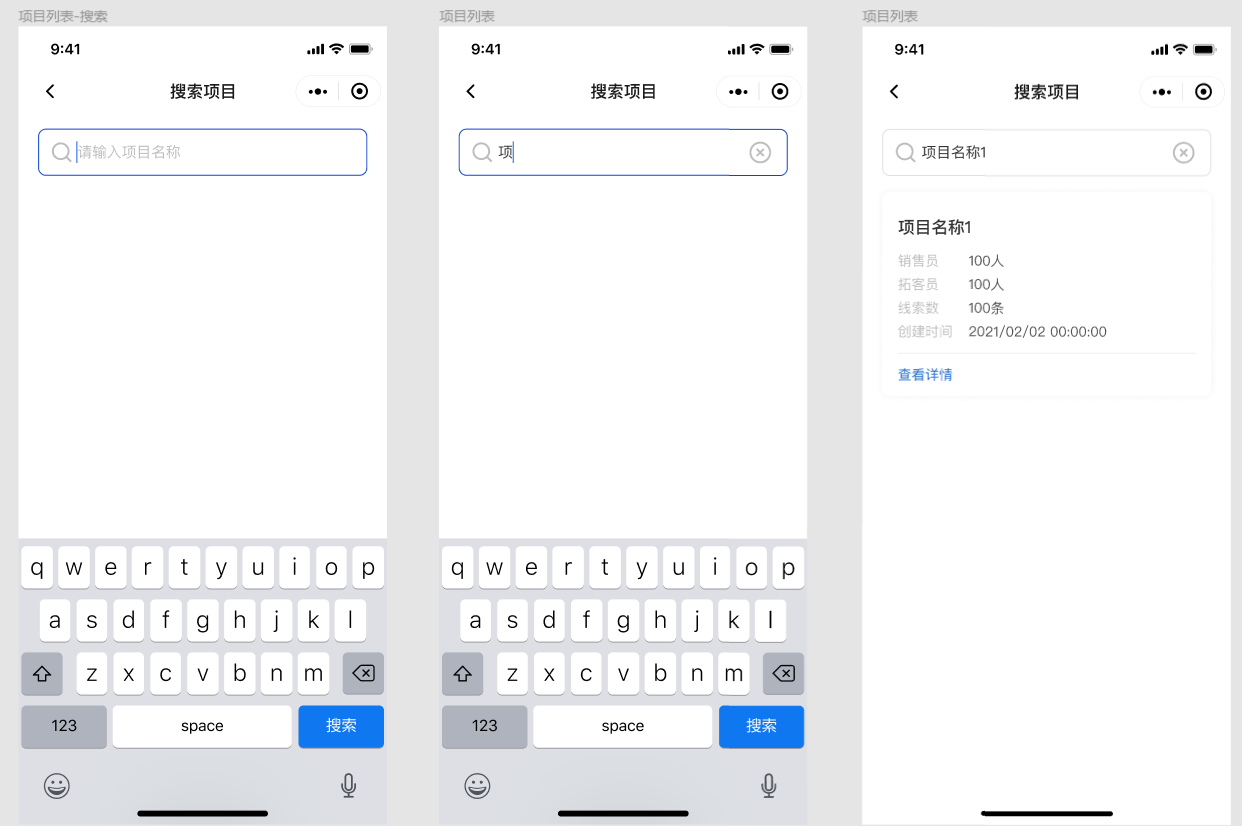 项目列表-搜索
9:41
搜索项目
请输入项目名称
q w e r t y u i o p
a s d f g h j k l
z x c v b n m
123 space 搜索
项目列表
9:41
搜索项目
项
q w e r t y u i o p
a s d f g h j k l
z x c v b n m
123 space 搜索
项目列表
9:41
搜索项目
项目名称1
项目名称1
销售员 100人
拓客员 100人
线索数 100条
创建时间 2021/02/02 00:00:00
查看详情